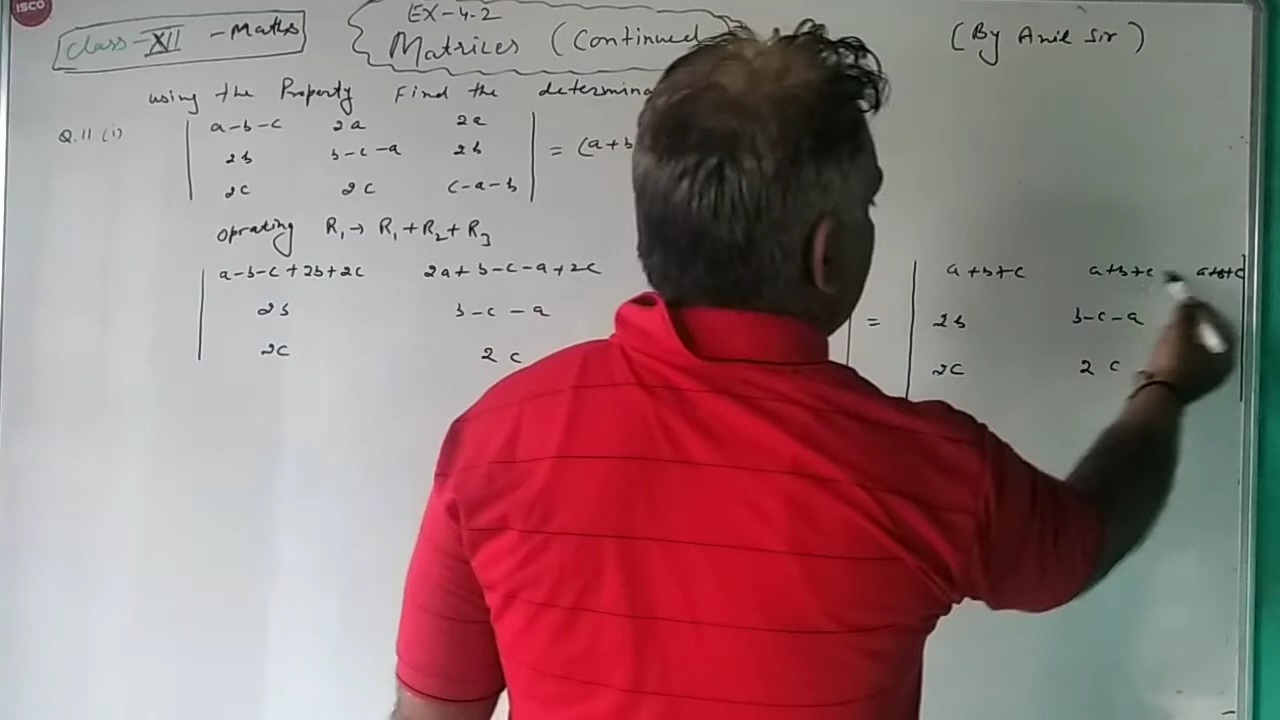 ISCO
Class-XII - Maths
EX-4.2
Matrices (Continued
(By Anil Sir)
using the Property Find the determina
Q.11 (i)
a-b-c 2a 2a
2b b-c-a 2b = (a+b
2c 2c c-a-b
oprating R₁→ R₁+R₂+R₃
a-b-c+2b+2c 2a+b-c-a+2c
2b b-c-a
2c 2c
= a+b+c a+b+c a+b+c
2b b-c-a
2c 2c